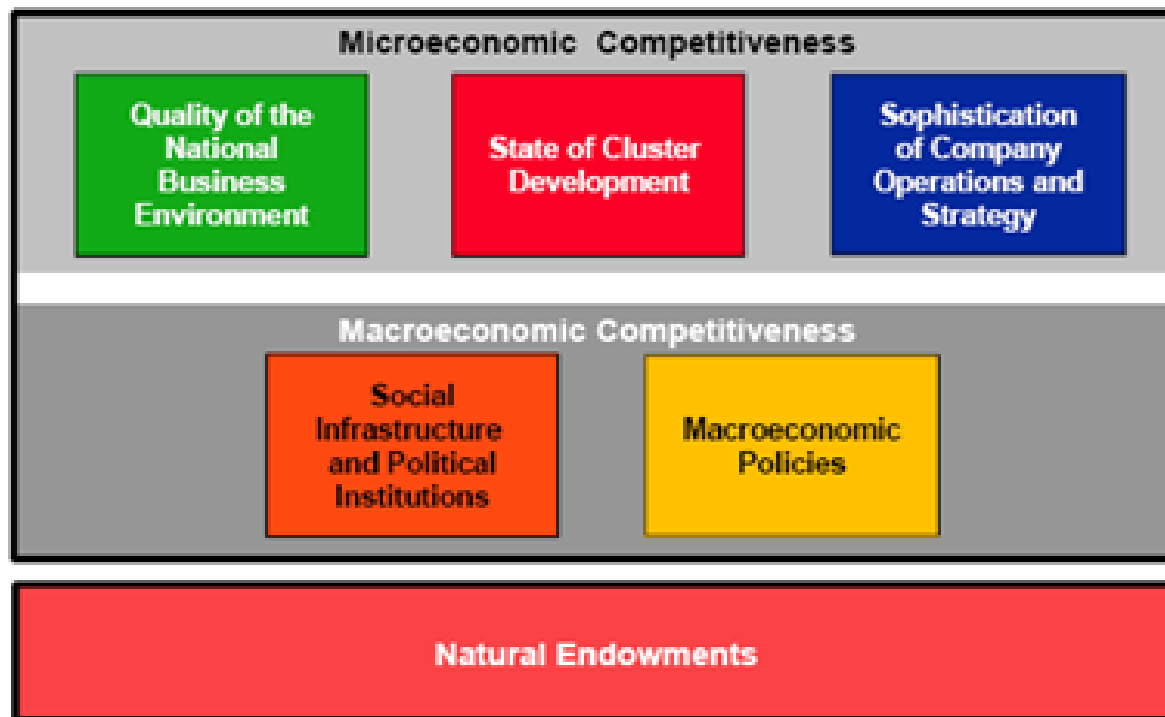 Microeconomic Competitiveness
Quality of the
National
Business
Environment
State of Cluster
Development
Sophistication
of Company
Operations and
Strategy
Macroeconomic Competitiveness
Social
Infrastructure
and Political
Institutions
Macroeconomic
Policies
Natural Endowments